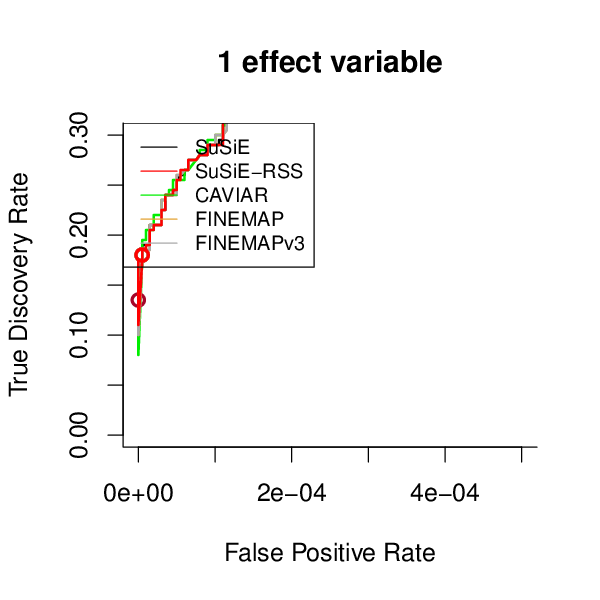 1 effect variable
True Discovery Rate
0.30
0.20
0.10
0.00
SuSiE
SuSiE−RSS
CAVIAR
FINEMAP
FINEMAPv3
0e+00
2e−04
4e−04
False Positive Rate